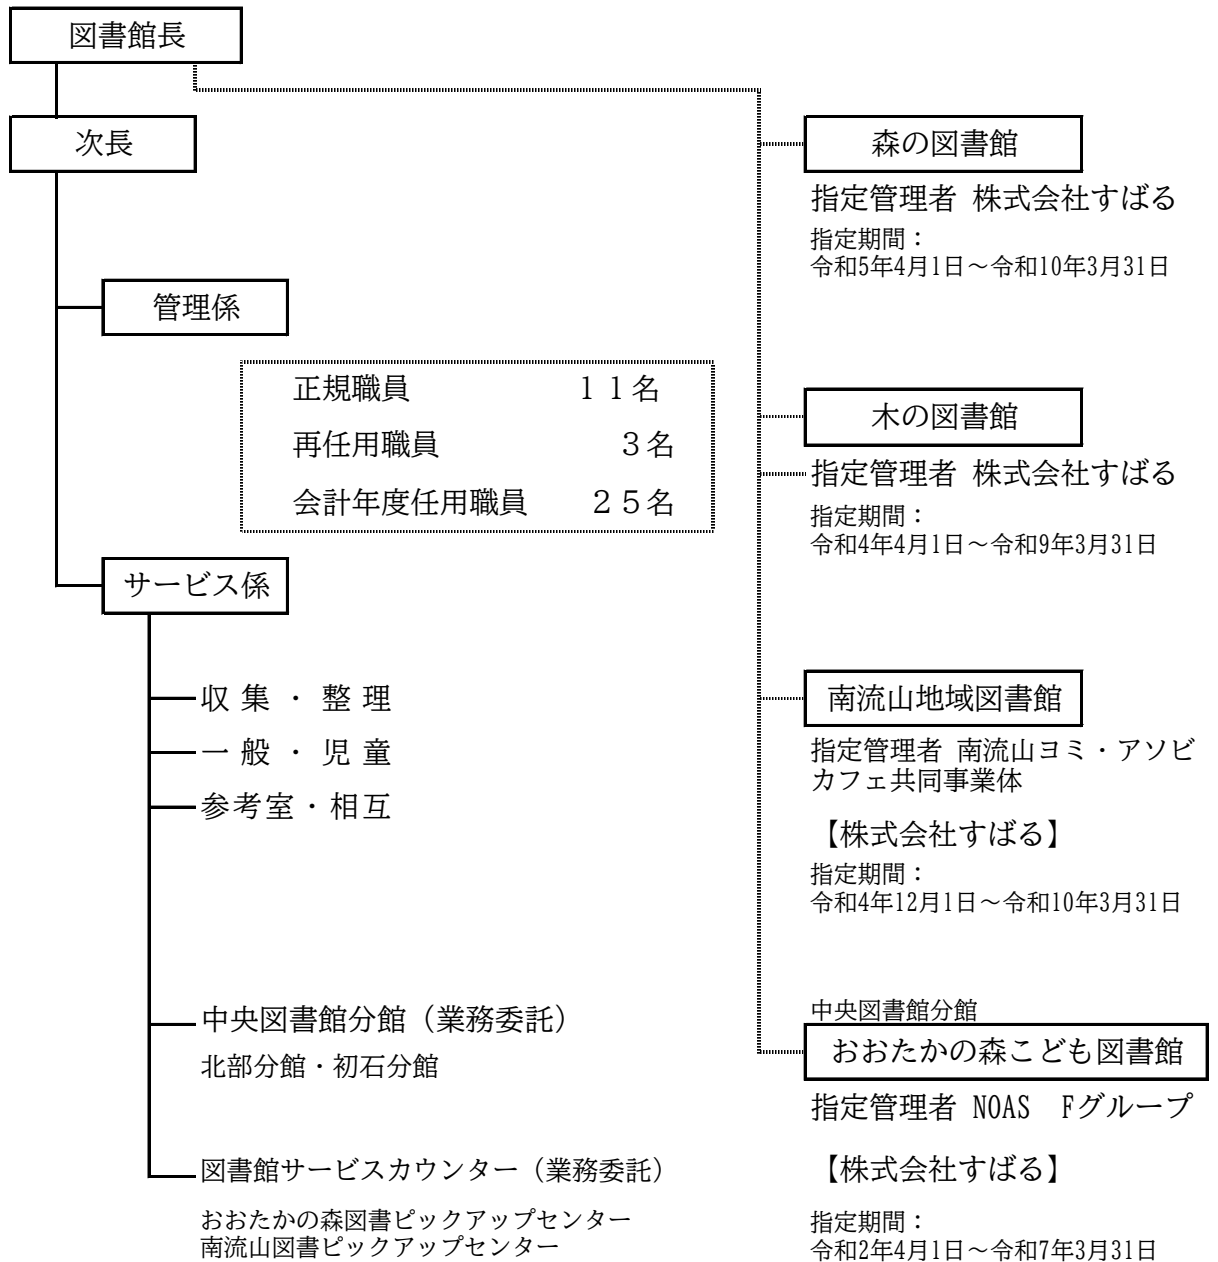 図書館長
次長
管理係
正規職員 １１名
再任用職員 ３名
会計年度任用職員 ２５名
サービス係
収集・整理
一般・児童
参考室・相互
中央図書館分館（業務委託）
北部分館・初石分館
図書館サービスカウンター（業務委託）
おおたかの森図書ピックアップセンター
南流山図書ピックアップセンター
森の図書館
指定管理者 株式会社すばる
指定期間：
令和5年4月1日～令和10年3月31日
木の図書館
指定管理者 株式会社すばる
指定期間：
令和4年4月1日～令和9年3月31日
南流山地域図書館
指定管理者 南流山ヨミ・アソビ
カフェ共同事業体
【株式会社すばる】
指定期間：
令和4年12月1日～令和10年3月31日
中央図書館分館
おおたかの森こども図書館
指定管理者 NOAS　Fグループ
【株式会社すばる】
指定期間：
令和2年4月1日～令和7年3月31日